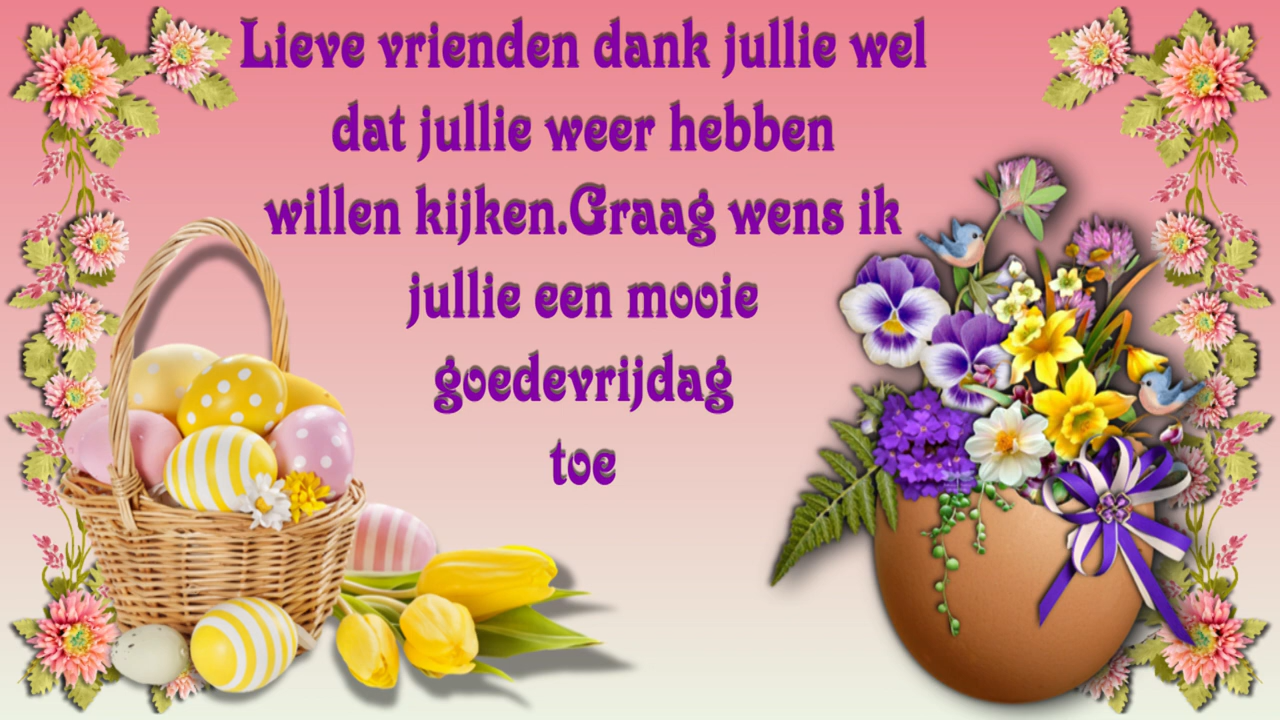 Lieve vrienden dank jullie wel
dat jullie weer hebben
willen kijken.Graag wens ik
jullie een mooie
goedevrijdag
toe